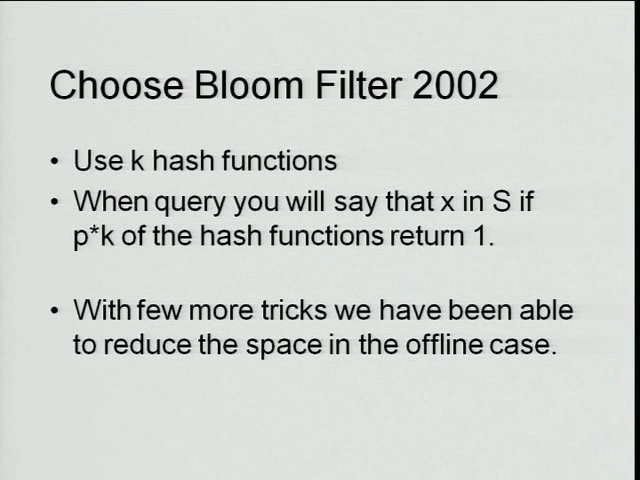 Choose Bloom Filter 2002
• Use k hash functions
• When query you will say that x in S if
p*k of the hash functions return 1.
• With few more tricks we have been able
to reduce the space in the offline case.